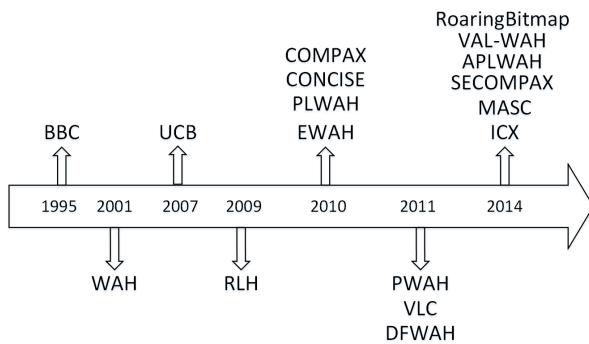 RoaringBitmap
VAL-WAH
APLWAH
SECOMPAX
MASC
ICX
COMPAX
CONCISE
PLWAH
EWAH
BBC
UCB
1995 2001 2007 2009 2010 2011 2014
WAH
RLH
PWAH
VLC
DFWAH